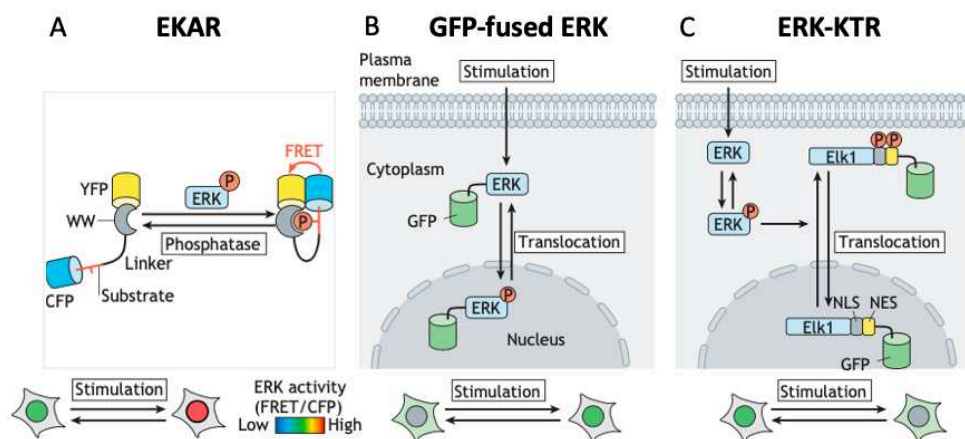 A EKAR
YFP
WW
CFP
Linker
Substrate
ERK
P
Phosphatase
FRET
P
Stimulation
ERK activity
(FRET/CFP)
Low High
B GFP-fused ERK
Plasma
membrane
Stimulation
Cytoplasm
ERK
GFP
Translocation
ERK
P
Nucleus
Stimulation
C ERK-KTR
Stimulation
ERK
ERK
P
P P
Elk1
Translocation
NLS NES
Elk1
GFP
Stimulation